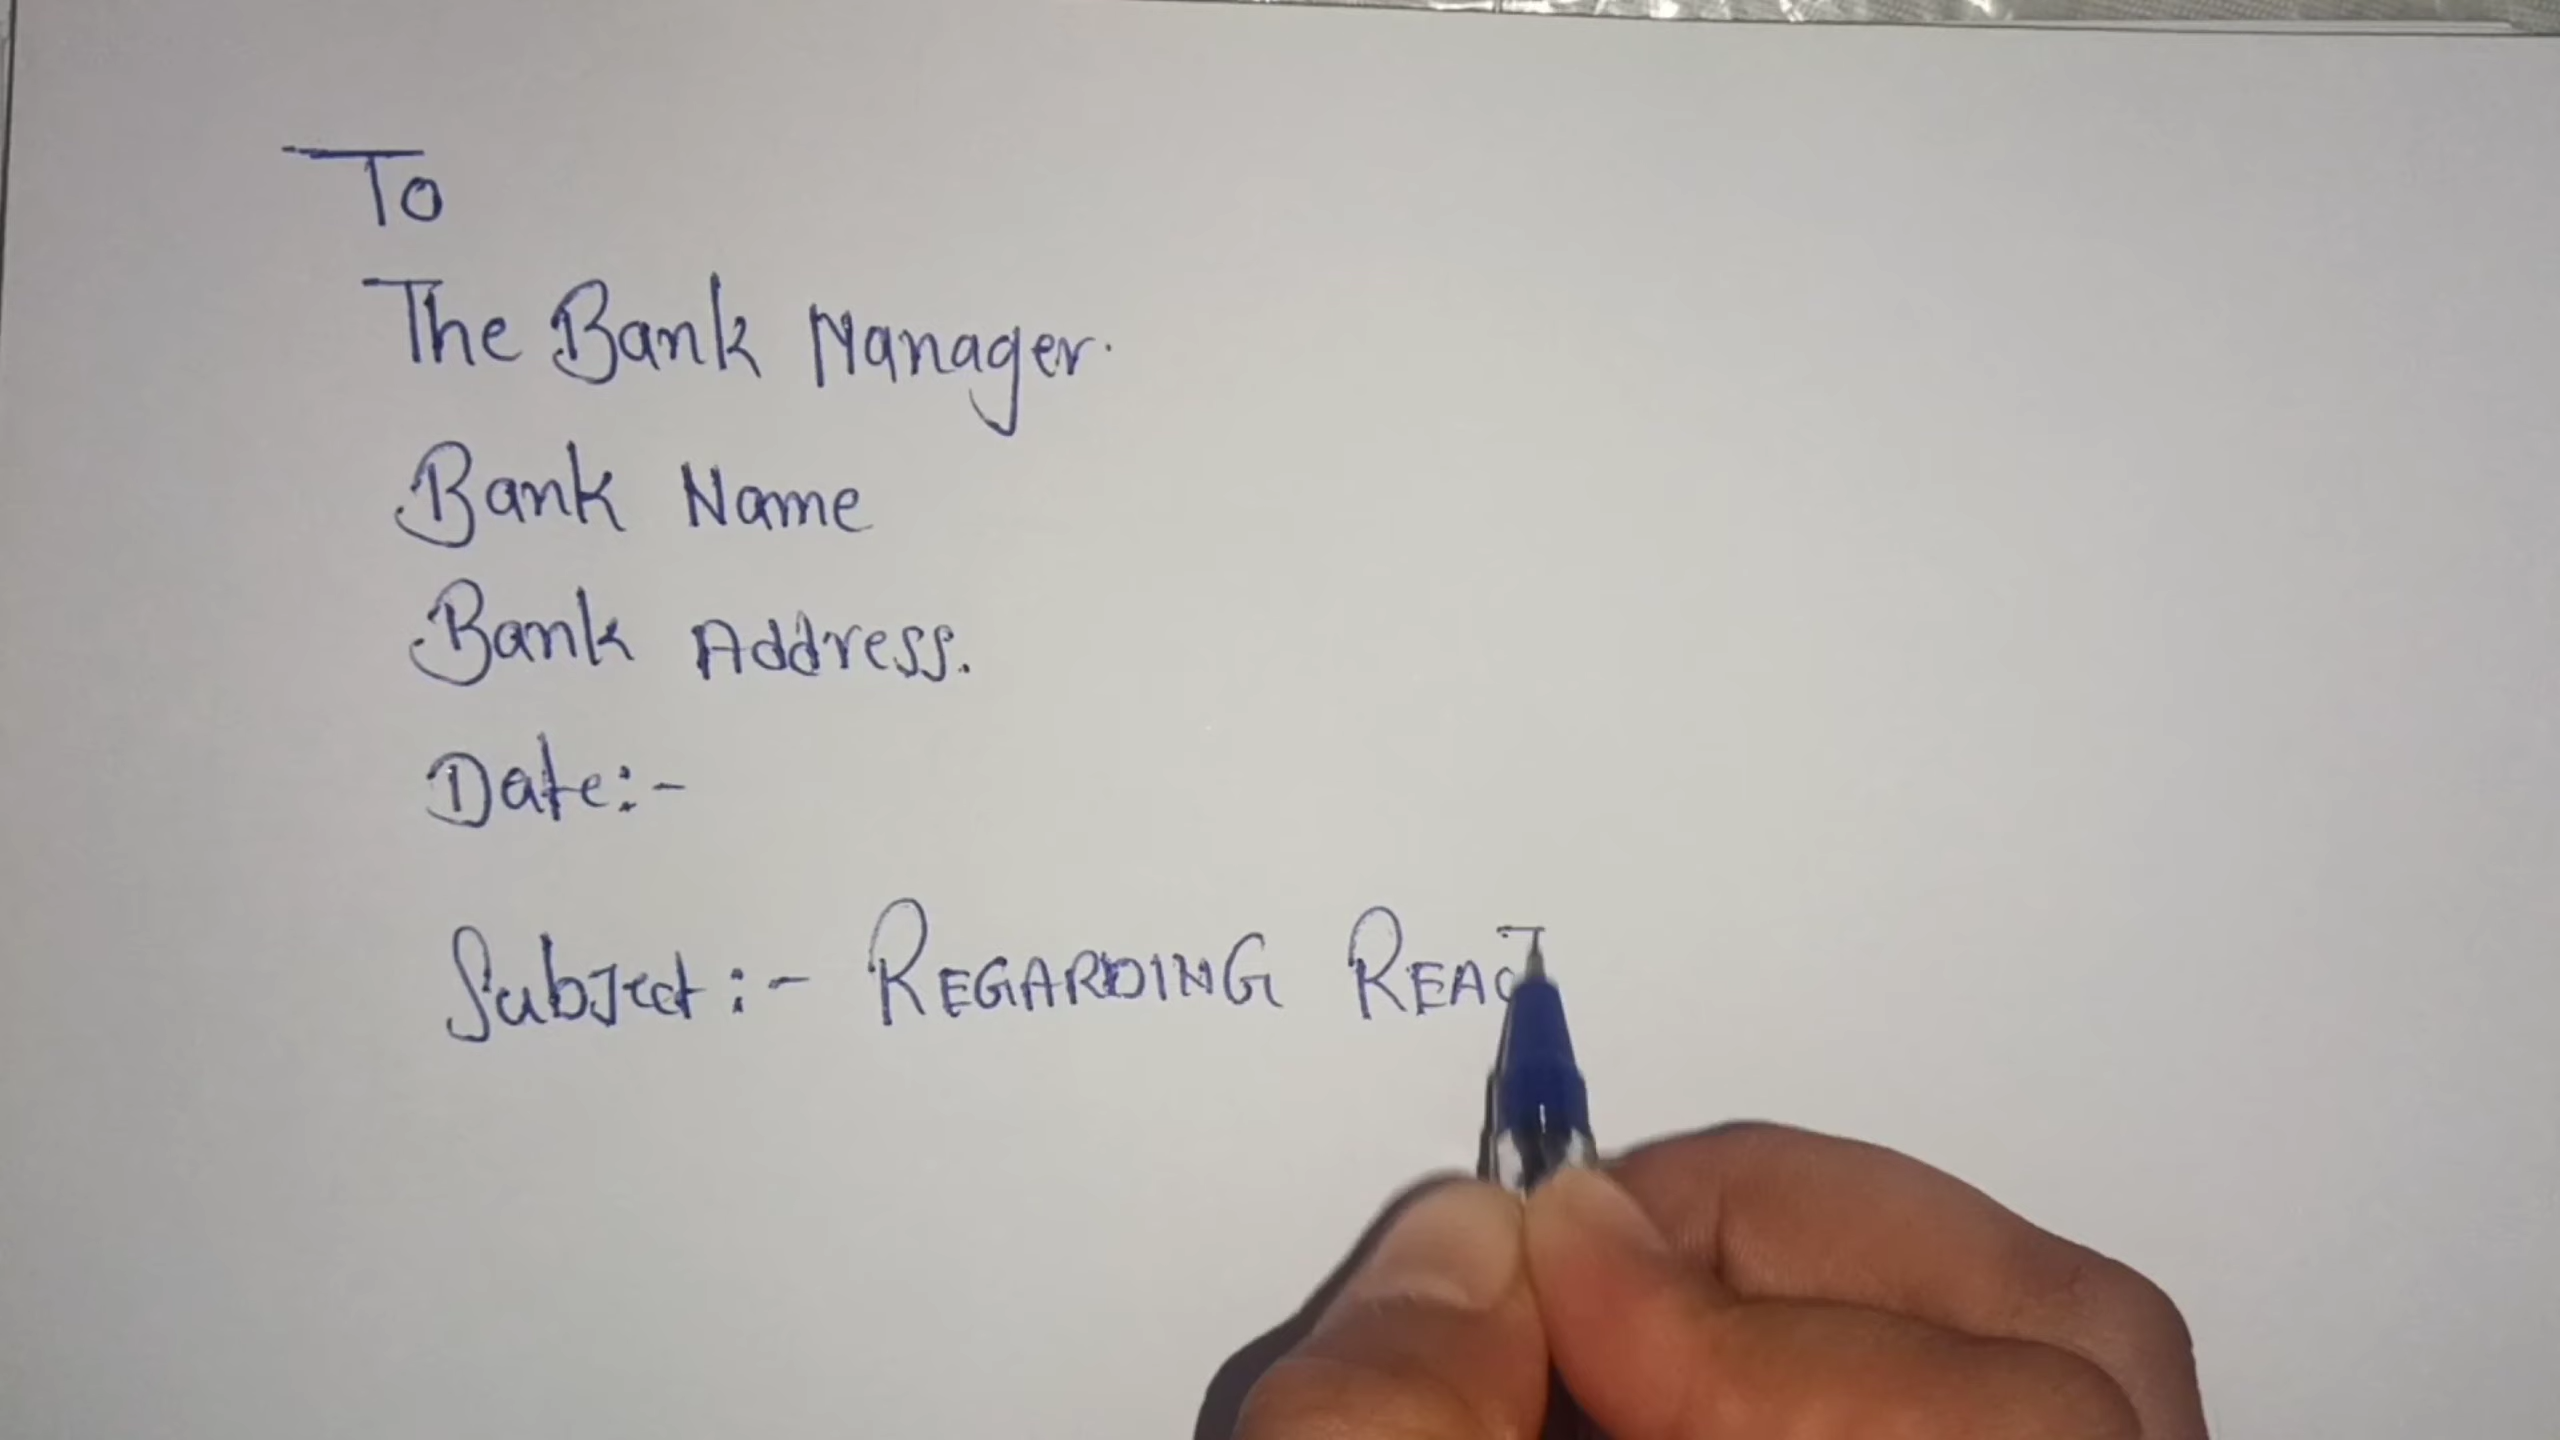 To
The Bank Manager.
Bank Name
Bank Address.
Date:-
Subject:- REGARDING